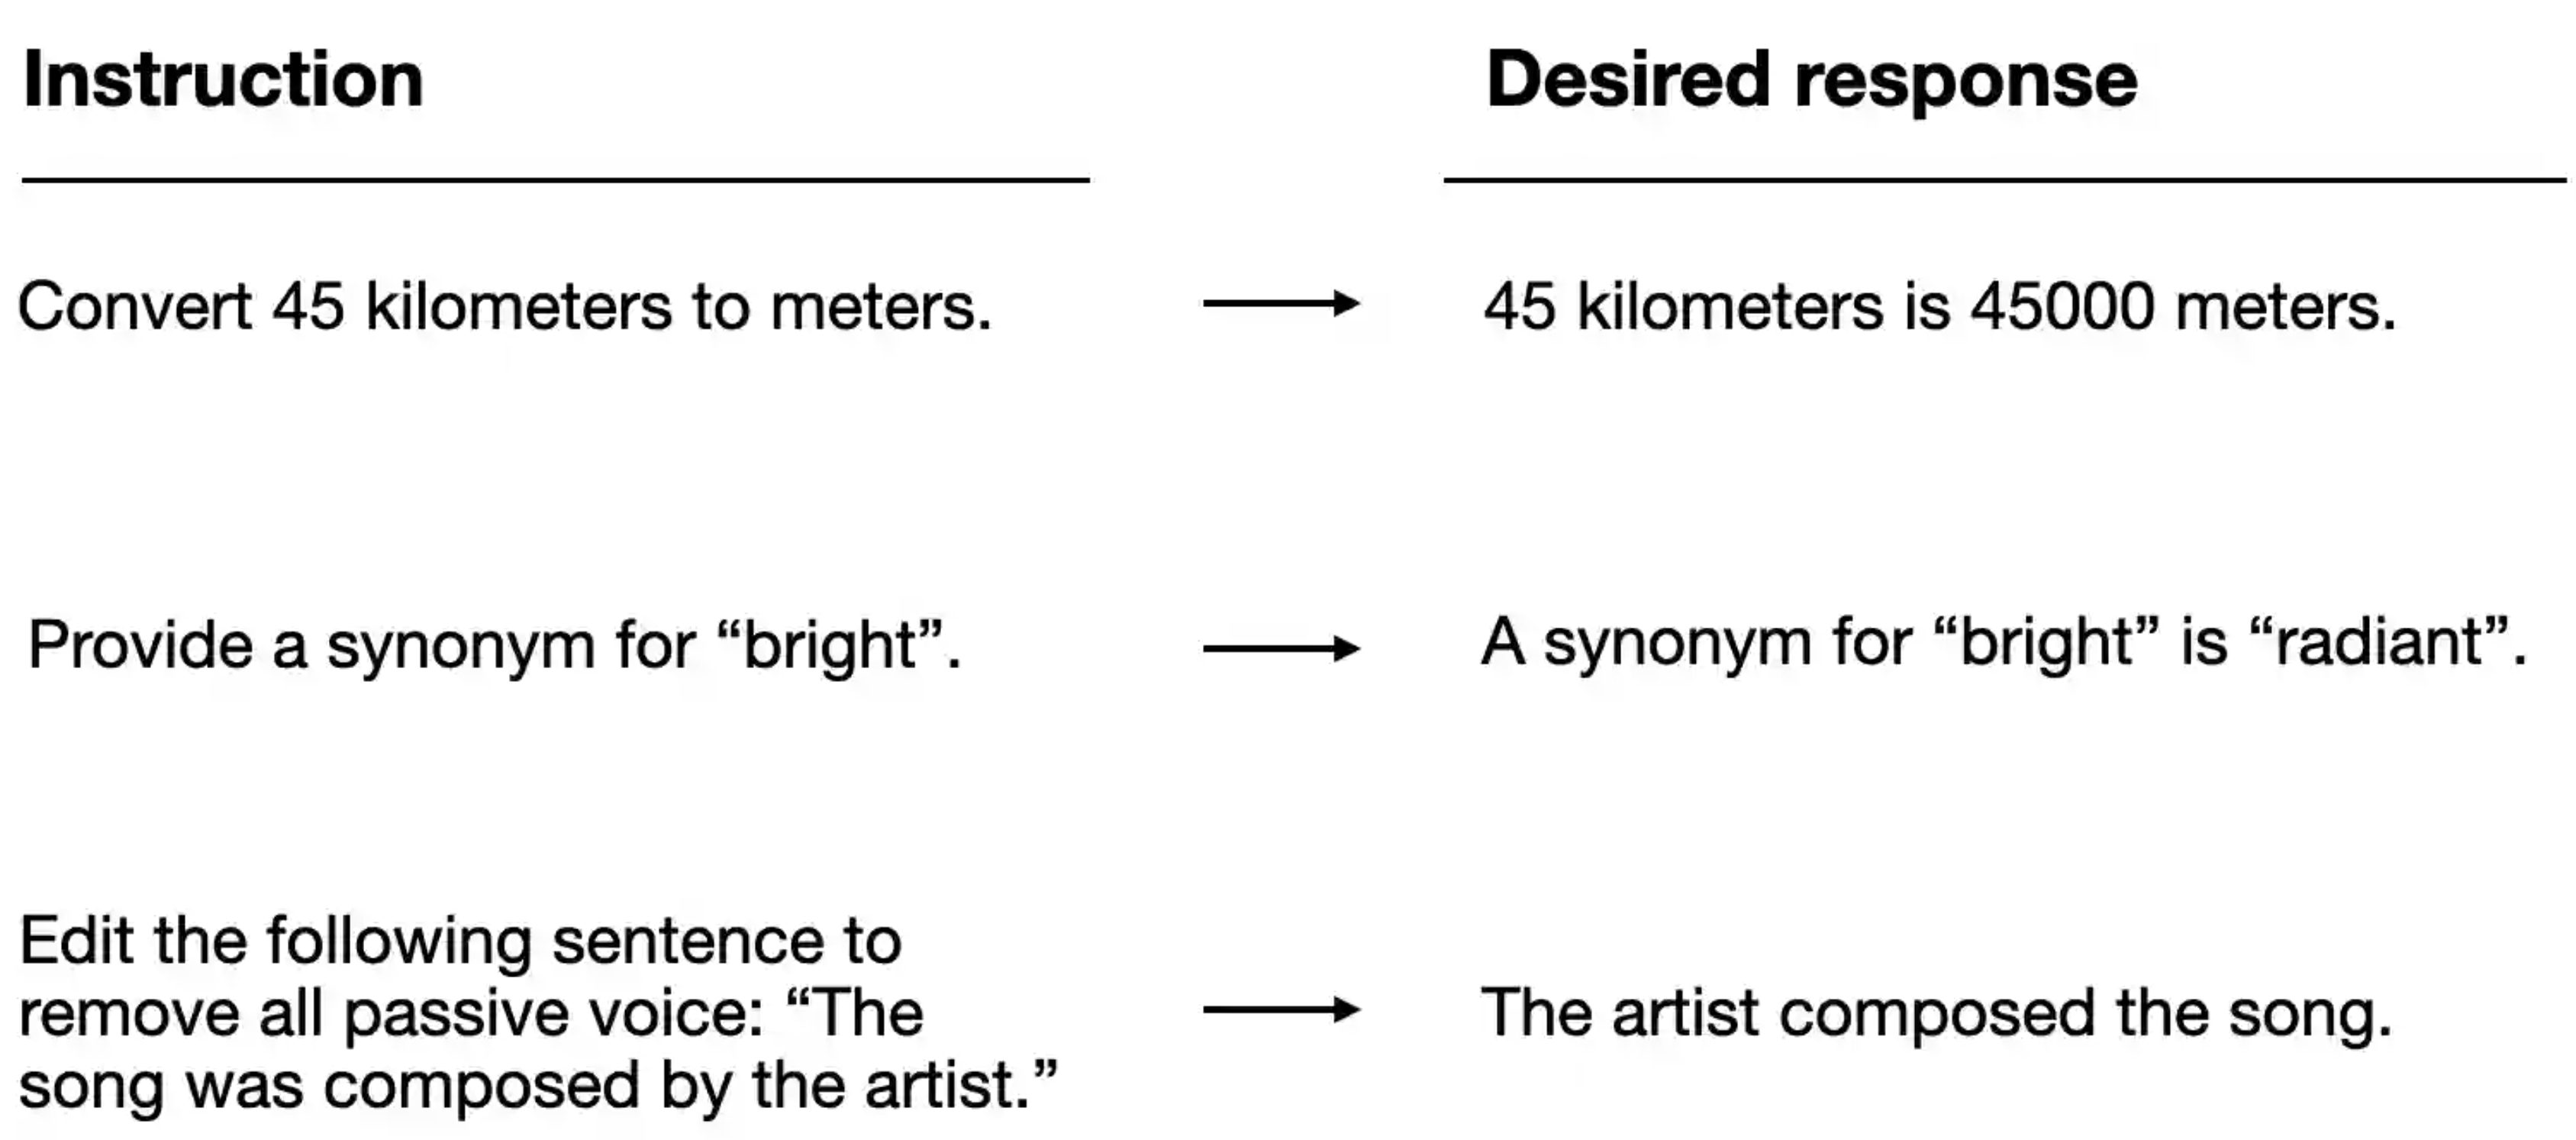 Instruction
Desired response
Convert 45 kilometers to meters.
45 kilometers is 45000 meters.
Provide a synonym for “bright”.
A synonym for “bright” is “radiant”.
Edit the following sentence to
remove all passive voice: “The
song was composed by the artist.”
The artist composed the song.